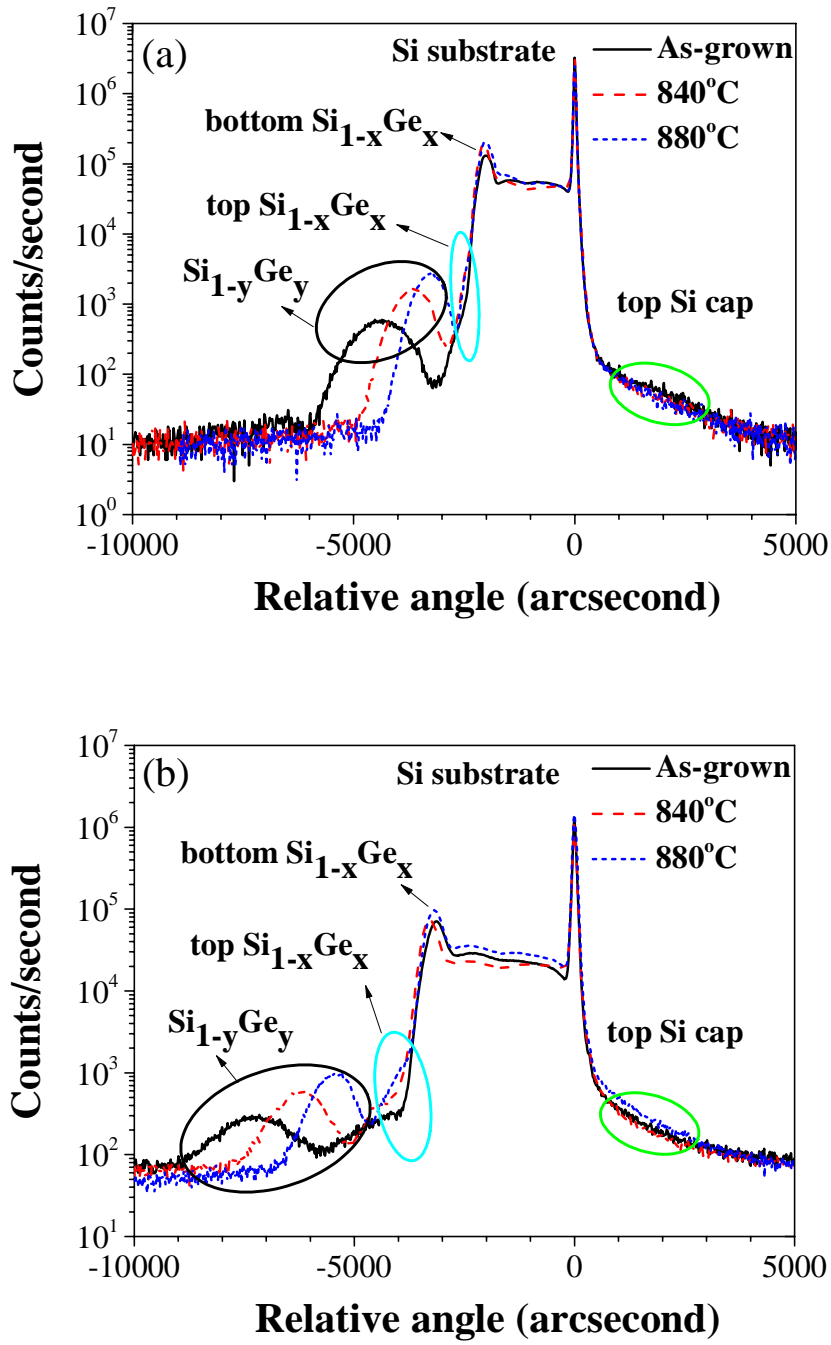 (a)
Si substrate
As-grown
840°C
880°C
bottom Si1-xGex
top Si1-xGex
Si1-yGey
top Si cap
Counts/second
10^7
10^6
10^5
10^4
10^3
10^2
10^1
10^0
-10000 -5000 0 5000
Relative angle (arcsecond)
(b)
Si substrate
As-grown
840°C
880°C
bottom Si1-xGex
top Si1-xGex
Si1-yGey
top Si cap
Counts/second
10^7
10^6
10^5
10^4
10^3
10^2
10^1
-10000 -5000 0 5000
Relative angle (arcsecond)